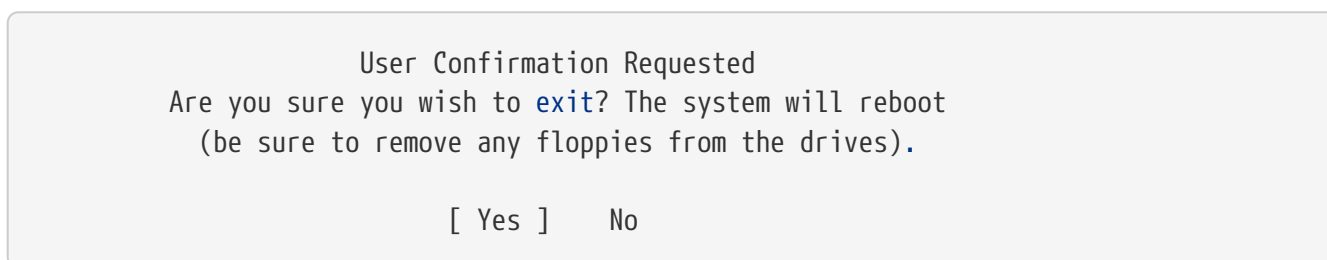 User Confirmation Requested
Are you sure you wish to exit? The system will reboot
(be sure to remove any floppies from the drives).
[ Yes ] No